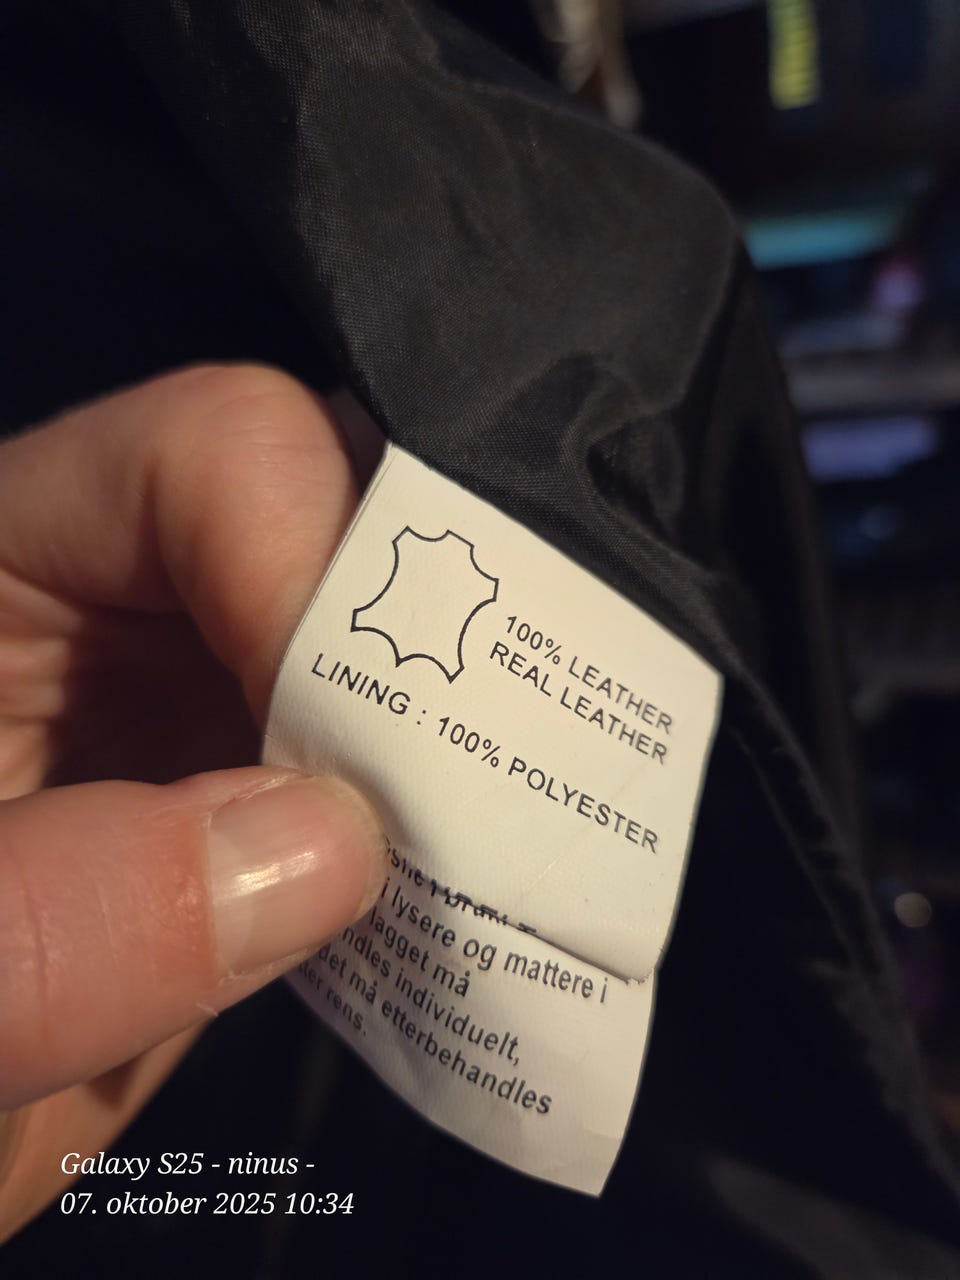 100% LEATHER
REAL LEATHER
LINING : 100% POLYESTER
i lysere og mattere i
lagget må
individuelt,
det må etterbehandles
rens.
Galaxy S25 - ninus -
07. oktober 2025 10:34